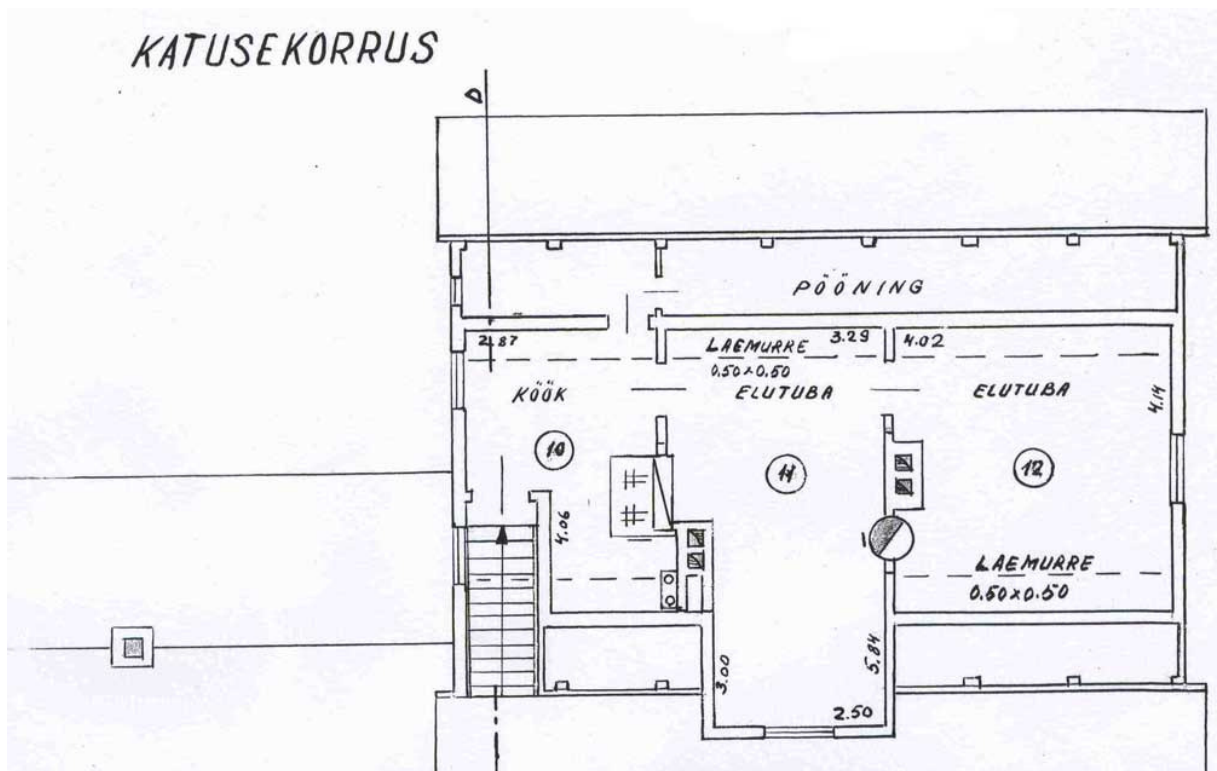 KATUSEKORRUS
D
PÖÖNING
2.87
LAEMURRE
0.50×0.50
3.29
4.02
KÖÖK
ELUTUBA
ELUTUBA
4.14
10
11
12
4.06
LAEMURRE
0.50×0.50
3.00
5.84
2.50